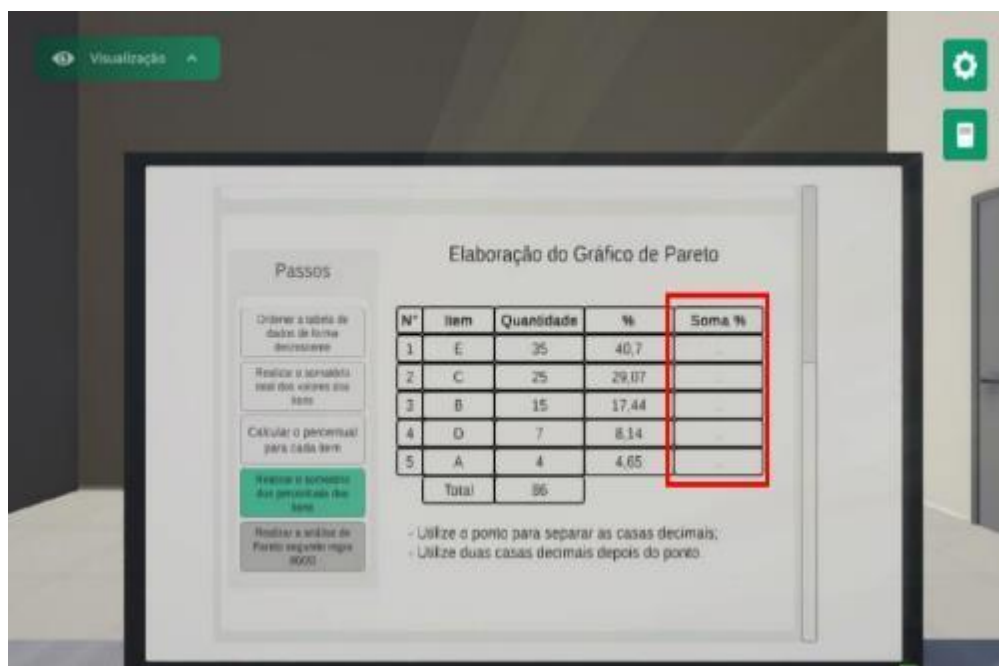 Visualização
Elaboração do Gráfico de Pareto
Passos
Ordenar a tabela de
dados de forma
decrescente
Realizar o somatório
total dos valores dos
itens
Calcular o percentual
para cada item
Realizar o somatório
dos percentuais dos
itens
Realizar a análise de
Pareto segundo regra
80/20
N° Item Quantidade % Soma %
1 E 35 40,7
2 C 25 29,07
3 B 15 17,44
4 D 7 8,14
5 A 4 4,65
Total 86
- Utilize o ponto para separar as casas decimais;
- Utilize duas casas decimais depois do ponto.